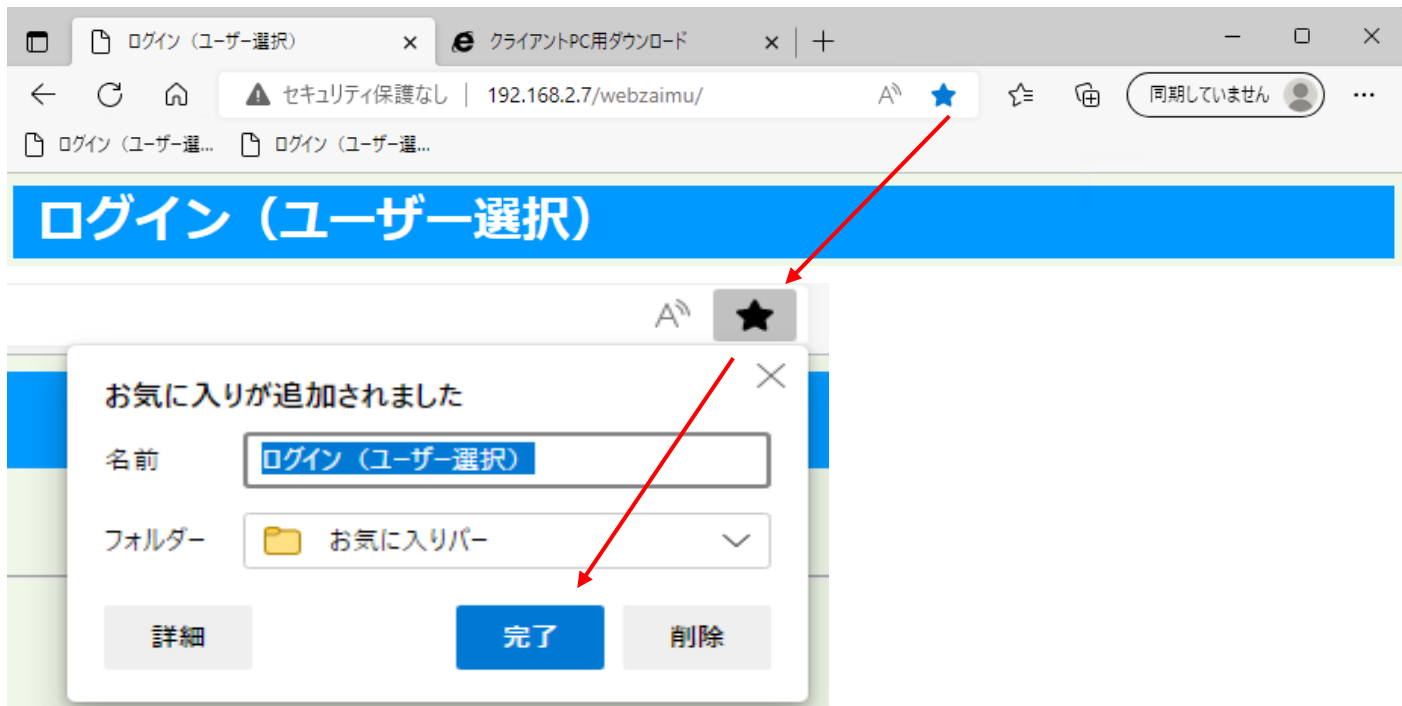 ログイン（ユーザー選択）
クライアントPC用ダウンロード
セキュリティ保護なし | 192.168.2.7/webzaimu/
同期していません
ログイン（ユーザー選...
ログイン（ユーザー選...
ログイン（ユーザー選択）
お気に入りが追加されました
名前
ログイン（ユーザー選択）
フォルダー
お気に入りバー
詳細
完了
削除